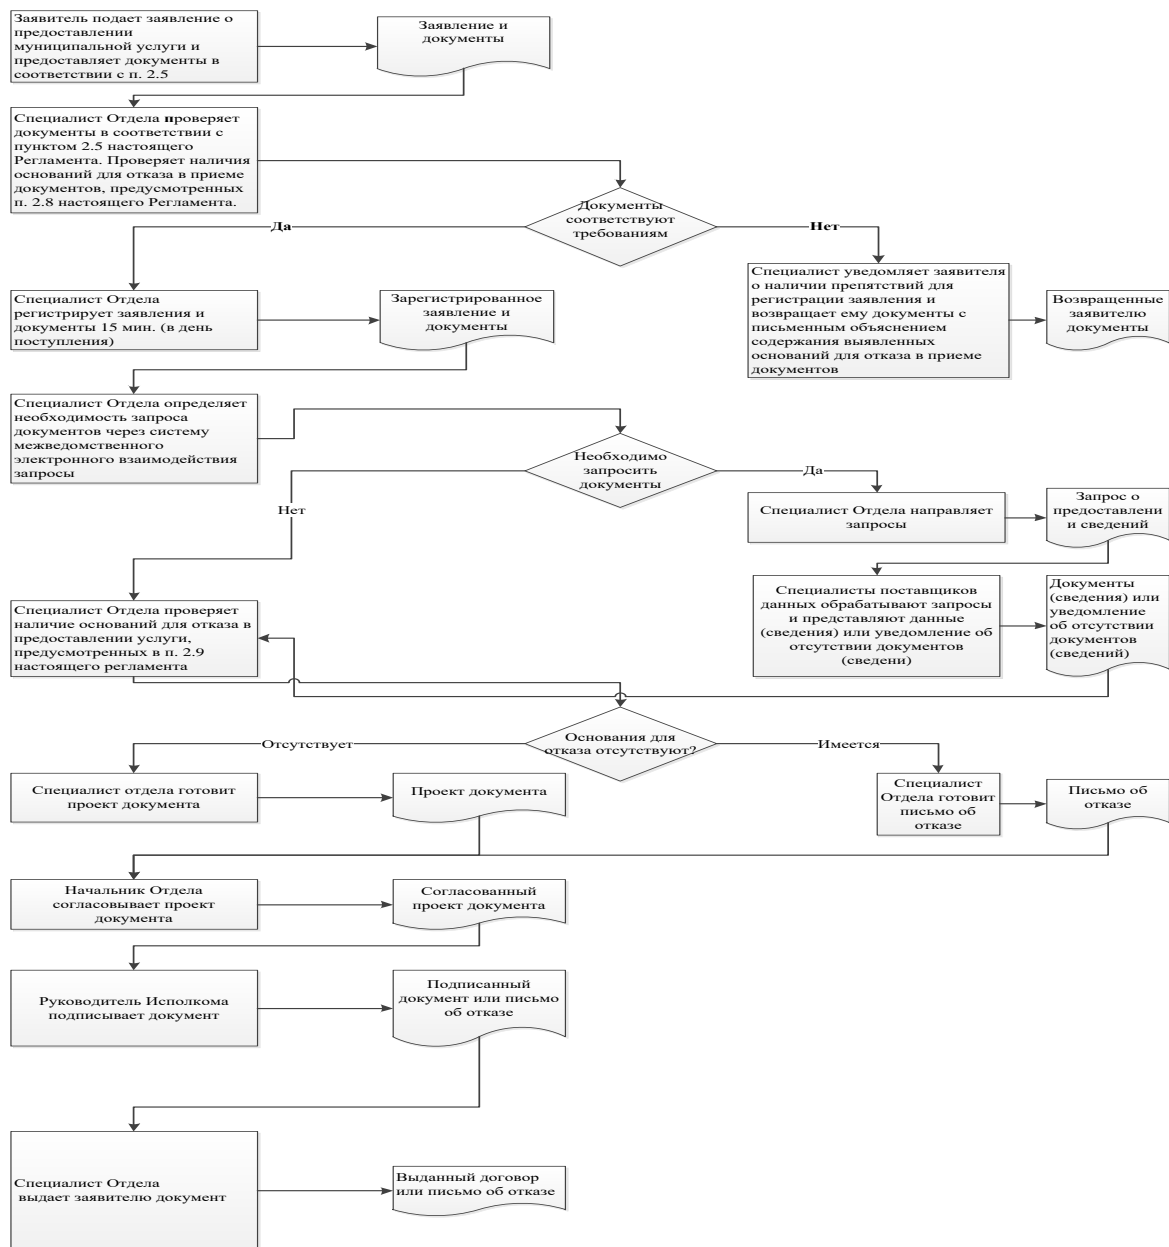 Заявитель подает заявление о
предоставлении
муниципальной услуги и
предоставляет документы в
соответствии с п. 2.5
Заявление и
документы
Специалист Отдела проверяет
документы в соответствии с
пунктом 2.5 настоящего
Регламента. Проверяет наличия
оснований для отказа в приеме
документов, предусмотренных
п. 2.8 настоящего Регламента.
Документы
соответствуют
требованиям
Да
Нет
Специалист Отдела
регистрирует заявления и
документы 15 мин. (в день
поступления)
Зарегистрированное
заявление и
документы
Специалист уведомляет заявителя
о наличии препятствий для
регистрации заявления и
возвращает ему документы с
письменным объяснением
содержания выявленных
оснований для отказа в приеме
документов
Возвращенные
заявителю
документы
Специалист Отдела определяет
необходимость запроса
документов через систему
межведомственного
электронного взаимодействия
запросы
Необходимо
запросить
документы
Да
Нет
Специалист Отдела направляет
запросы
Запрос о
предоставлени
и сведений
Специалисты поставщиков
данных обрабатывают запросы
и представляют данные
(сведения) или уведомление об
отсутствии документов
(сведени)
Документы
(сведения) или
уведомление
об отсутствии
документов
(сведений)
Специалист Отдела проверяет
наличие оснований для отказа в
предоставлении услуги,
предусмотренных в п. 2.9
настоящего регламента
Основания для
отказа отсутствуют?
Отсутствует
Имеется
Специалист отдела готовит
проект документа
Проект документа
Специалист
Отдела готовит
письмо об
отказе
Письмо об
отказе
Начальник Отдела
согласовывает проект
документа
Согласованный
проект документа
Руководитель Исполкома
подписывает документ
Подписанный
документ или письмо
об отказе
Специалист Отдела
выдает заявителю документ
Выданный договор
или письмо об отказе